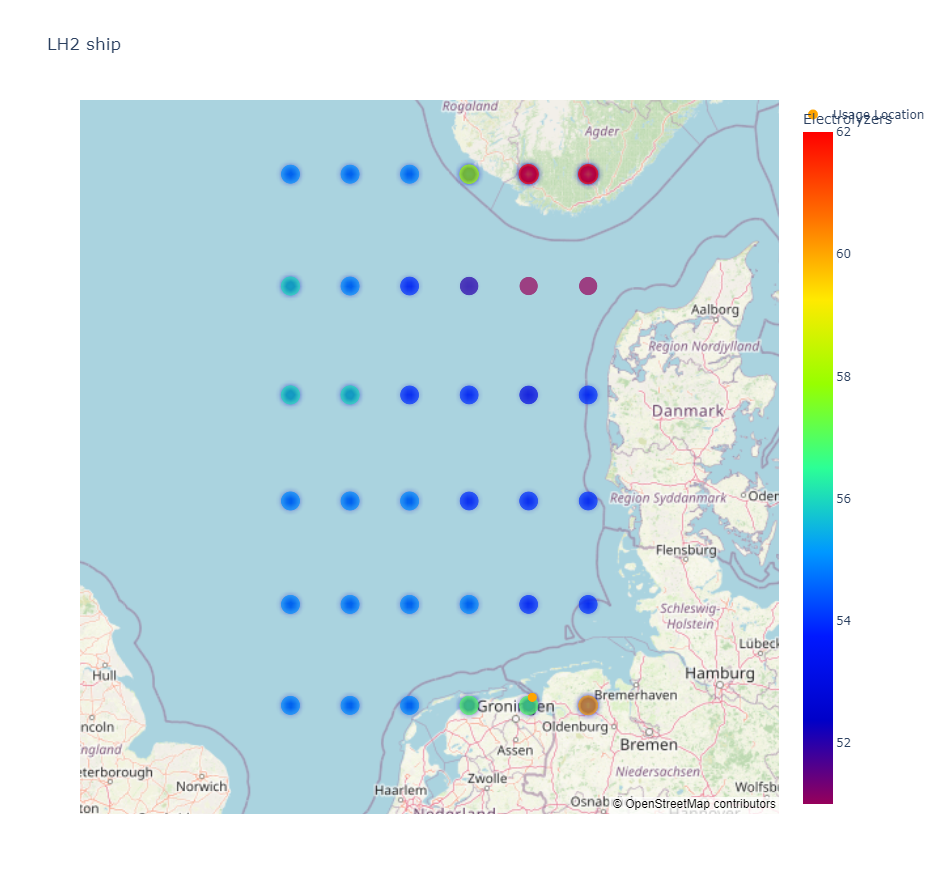 LH2 ship
Rogaland
Agder
Usage Location
Electrolyzers
62
60
58
56
54
52
Aalborg
Region Nordjylland
Danmark
Region Syddanmark
Oden
Flensburg
Schleswig-
Holstein
Lübeck
Hull
Hamburg
Groningen
Bremerhaven
ncoln
Oldenburg
ngland
Assen
Bremen
eterborough
Zwolle
Niedersachsen
Norwich
Haarlem
Wolfsb
ton
Osnab
© OpenStreetMap contributors
Nederland
Hannover